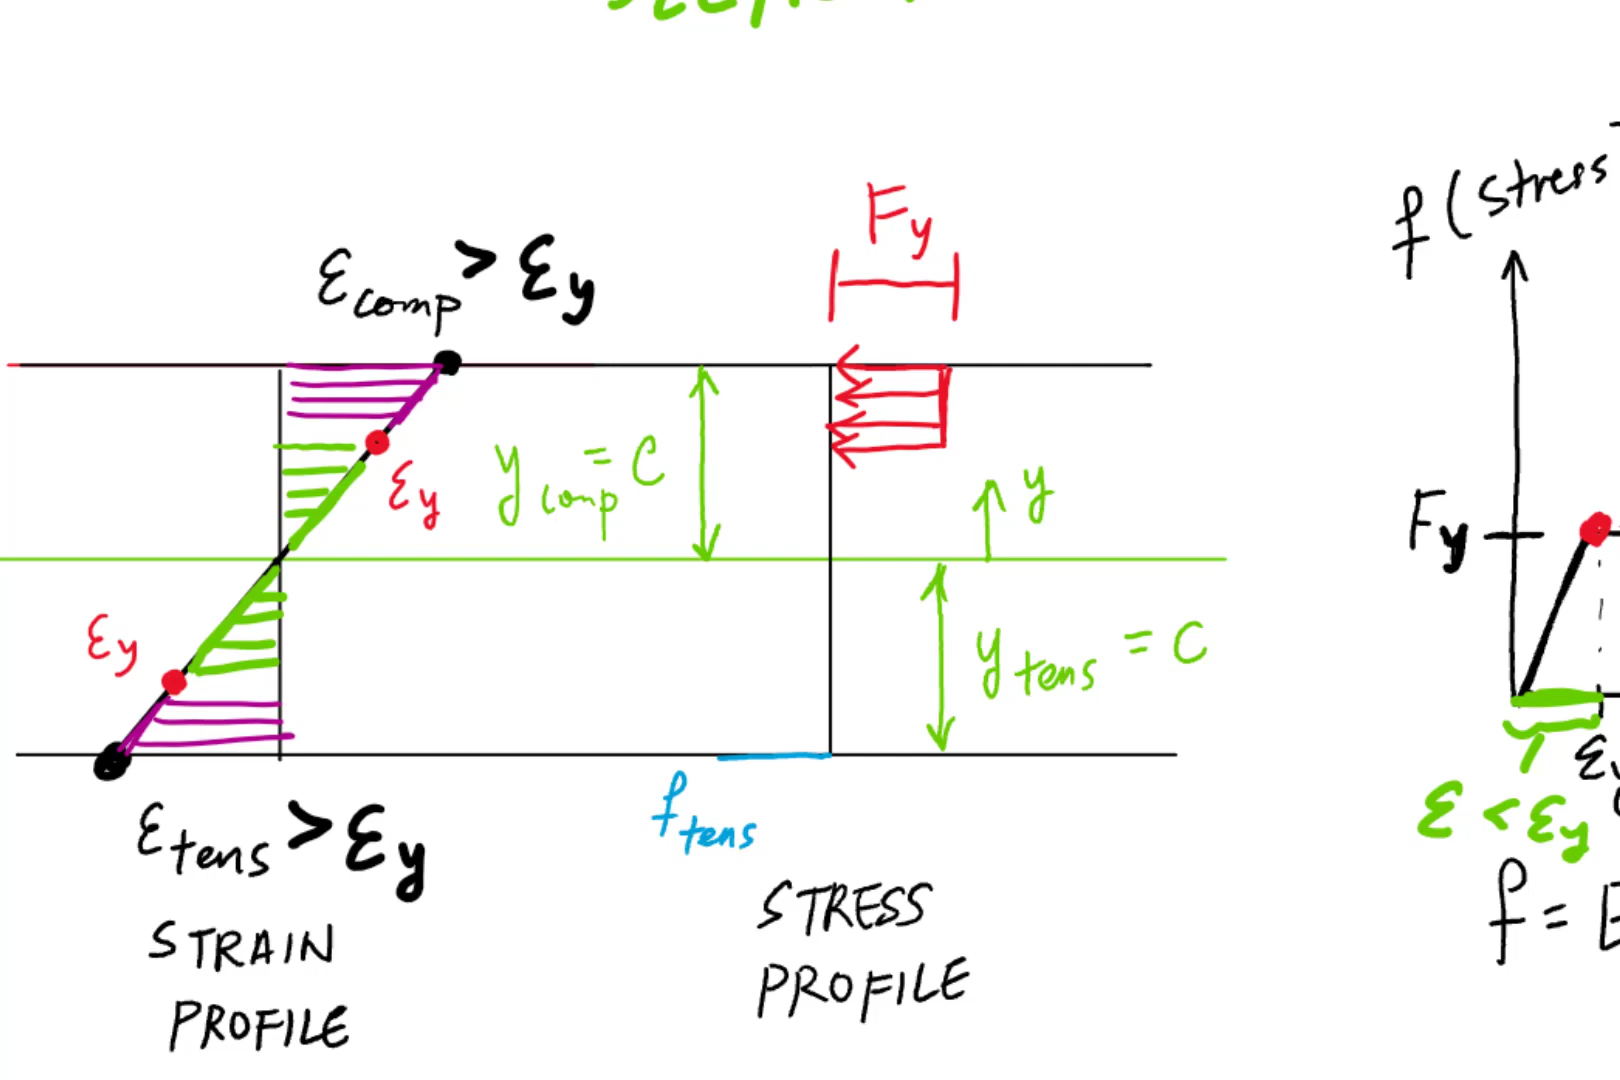 F_y
f (stress
ε_comp > ε_y
ε_y
y_comp = C
y
F_y
ε_y
y_tens = C
ε < ε_y
f_tens
ε_tens > ε_y
f = E
STRESS
PROFILE
STRAIN
PROFILE